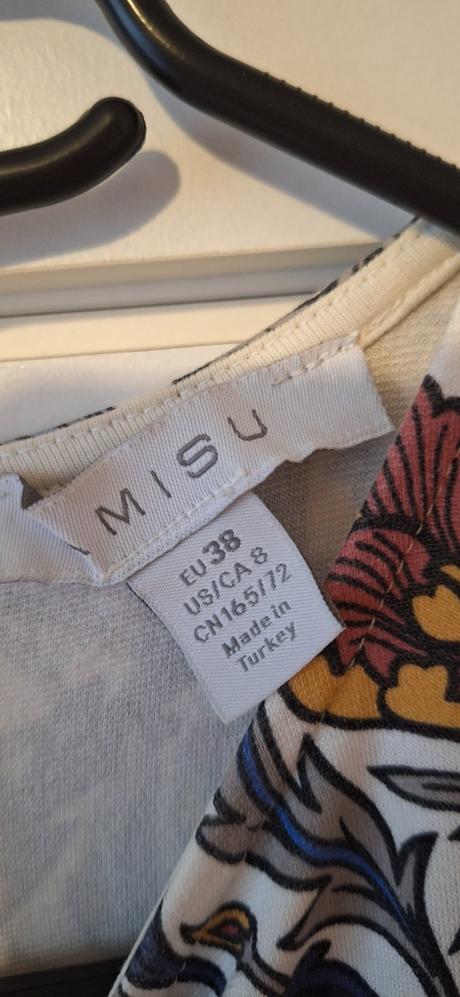 MISU
EU 38
US/CA 8
CN165/72
Made in
Turkey